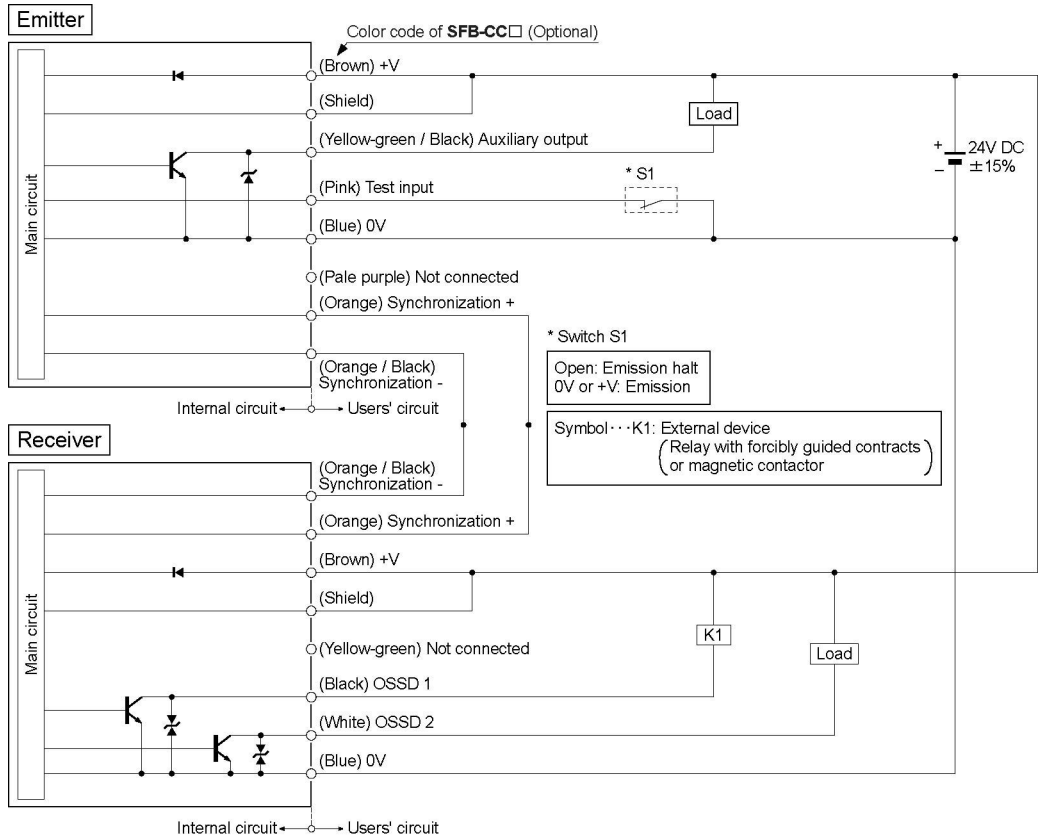 Emitter
Color code of SFB-CC□ (Optional)
(Brown) +V
(Shield)
Load
(Yellow-green / Black) Auxiliary output
+ 24V DC
− ±15%
* S1
(Pink) Test input
Main circuit
(Blue) 0V
(Pale purple) Not connected
(Orange) Synchronization +
* Switch S1
(Orange / Black)
Synchronization -
Open: Emission halt
0V or +V: Emission
Internal circuit Users' circuit
Symbol···K1: External device
(Relay with forcibly guided contracts
or magnetic contactor)
Receiver
(Orange / Black)
Synchronization -
(Orange) Synchronization +
(Brown) +V
(Shield)
Main circuit
K1
(Yellow-green) Not connected
Load
(Black) OSSD 1
(White) OSSD 2
(Blue) 0V
Internal circuit Users' circuit